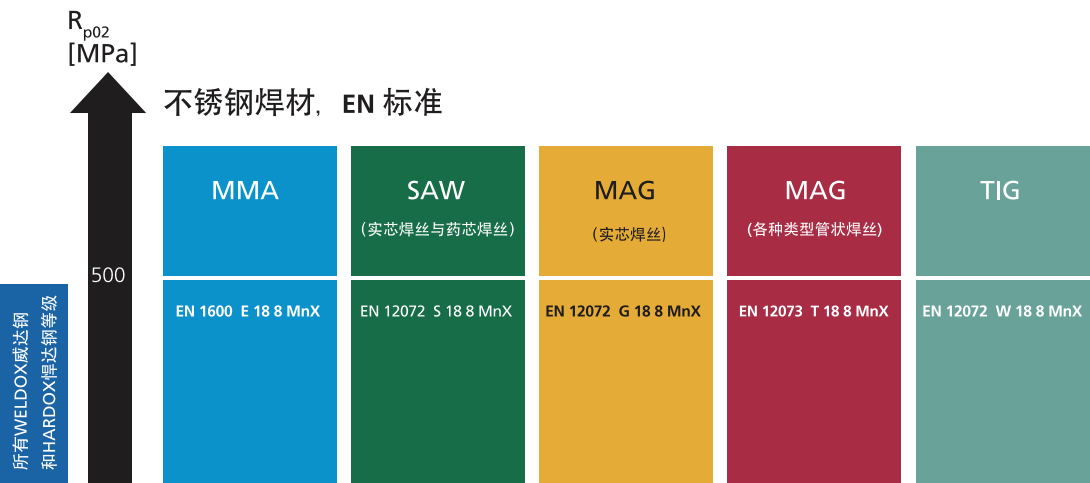 Rp02
[MPa]
不锈钢焊材, EN 标准
MMA
SAW
(实芯焊丝与药芯焊丝)
MAG
(实芯焊丝)
MAG
(各种类型管状焊丝)
TIG
500
EN 1600 E 18 8 MnX
EN 12072 S 18 8 MnX
EN 12072 G 18 8 MnX
EN 12073 T 18 8 MnX
EN 12072 W 18 8 MnX
所有WELDOX威达钢
和HARDOX悍达钢等级